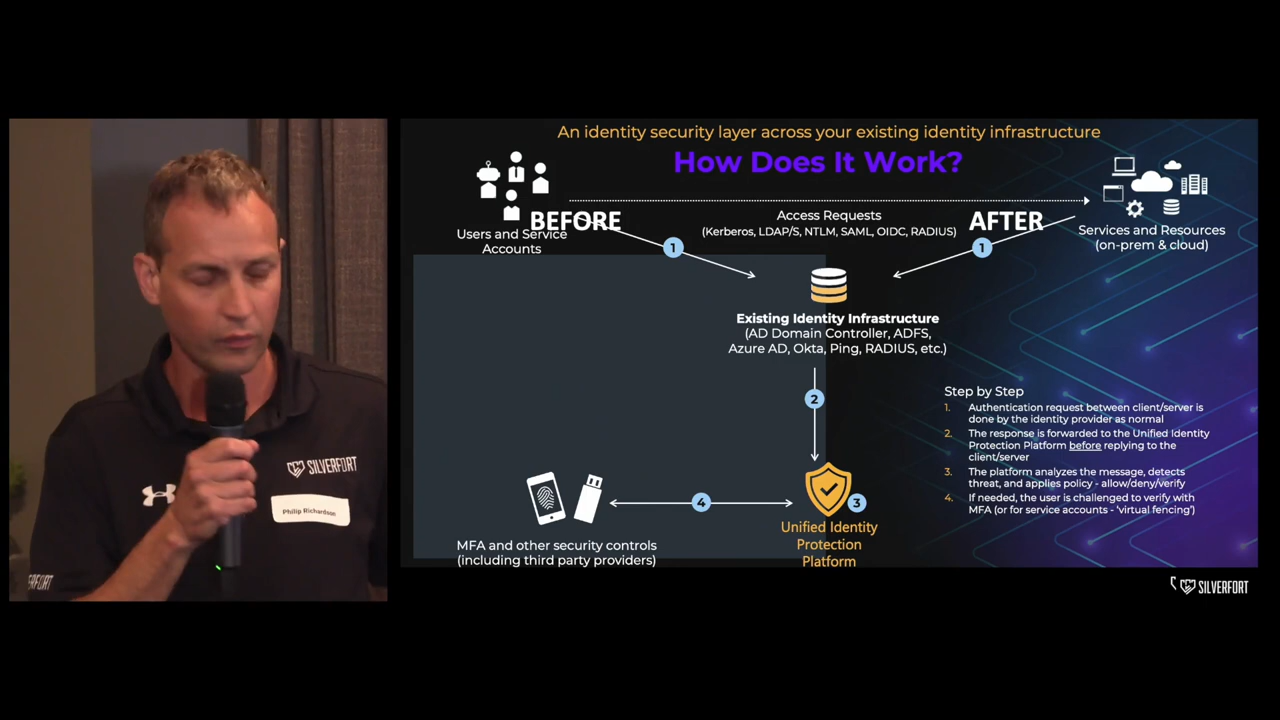 SILVERFORT
Philip Richardson
An identity security layer across your existing identity infrastructure
How Does It Work?
BEFORE
AFTER
Users and Service
Accounts
Access Requests
(Kerberos, LDAP/S, NTLM, SAML, OIDC, RADIUS)
Services and Resources
(on-prem & cloud)
1
1
Existing Identity Infrastructure
(AD Domain Controller, ADFS,
Azure AD, Okta, Ping, RADIUS, etc.)
2
Step by Step
1. Authentication request between client/server is
done by the identity provider as normal
2. The response is forwarded to the Unified Identity
Protection Platform before replying to the
client/server
3. The platform analyzes the message, detects
threat, and applies policy - allow/deny/verify
4. If needed, the user is challenged to verify with
MFA (or for service accounts - 'virtual fencing')
4
3
Unified Identity
Protection
Platform
MFA and other security controls
(including third party providers)
SILVERFORT